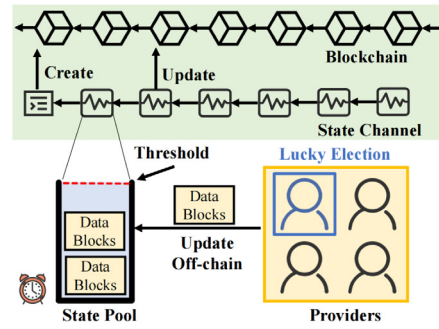 Blockchain
Create
Update
State Channel
Threshold
Lucky Election
Data
Blocks
Data
Blocks
Update
Off-chain
Data
Blocks
State Pool
Providers